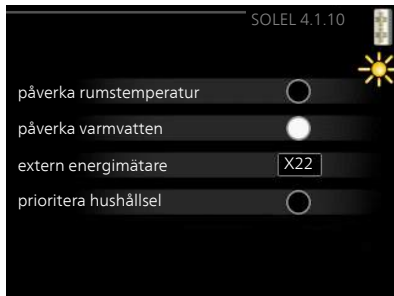 SOLEL 4.1.10
påverka rumstemperatur
påverka varmvatten
extern energimätare X22
prioritera hushållsel